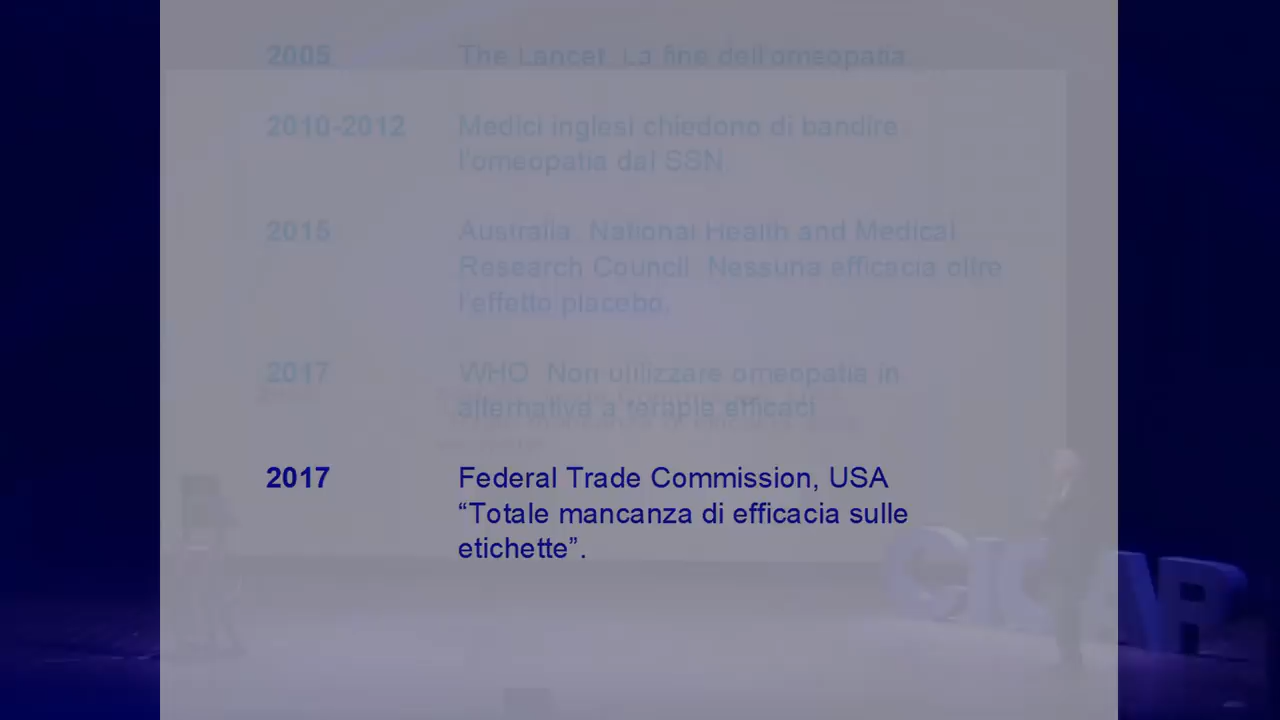 2005 The Lancet. La fine dell'omeopatia
2010-2012 Medici inglesi chiedono di bandire
l'omeopatia dal SSN
2015 Australia. National Health and Medical
Research Council. Nessuna efficacia oltre
l'effetto placebo.
2017 WHO. Non utilizzare omeopatia in
alternativa a terapie efficaci
2017 Federal Trade Commission, USA
“Totale mancanza di efficacia sulle
etichette”.
CICAP